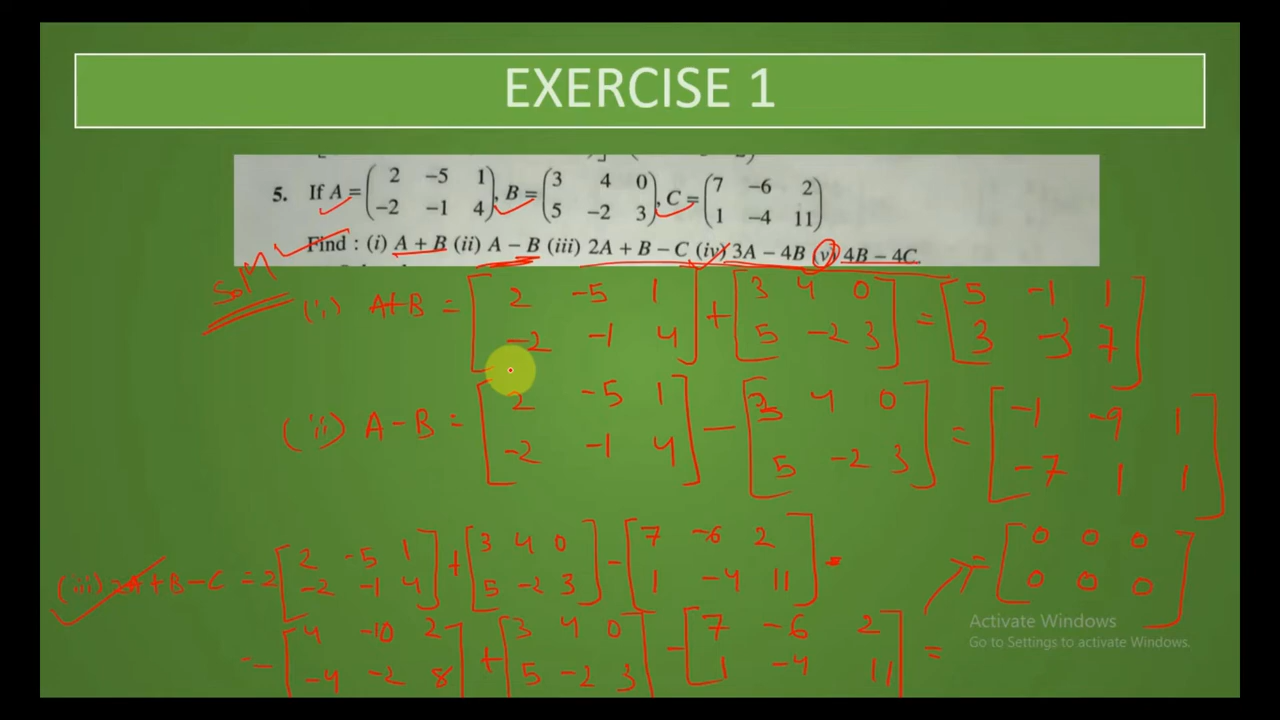 EXERCISE 1
5. If A = ( 2 -5 1 ), B = ( 3 4 0 ), C = ( 7 -6 2 )
-2 -1 4 5 -2 3 1 -4 11
Find : (i) A + B (ii) A − B (iii) 2A + B − C (iv) 3A − 4B (v) 4B − 4C
Solⁿ
(i) A+B = [ 2 -5 1 ] + [ 3 4 0 ] = [ 5 -1 1 ]
-2 -1 4 5 -2 3 3 -3 7
(ii) A-B = [ 2 -5 1 ] - [ 3 4 0 ] = [ -1 -9 1 ]
-2 -1 4 5 -2 3 -7 1 1
(iii) 2A+B-C = 2 [ 2 -5 1 ] + [ 3 4 0 ] - [ 7 -6 2 ] =
-2 -1 4 5 -2 3 1 -4 11
= [ 4 -10 2 ] + [ 3 4 0 ] - [ 7 -6 2 ] =
-4 -2 8 5 -2 3 1 -4 11
= [ 0 0 0 ]
0 0 0
Activate Windows
Go to Settings to activate Windows.